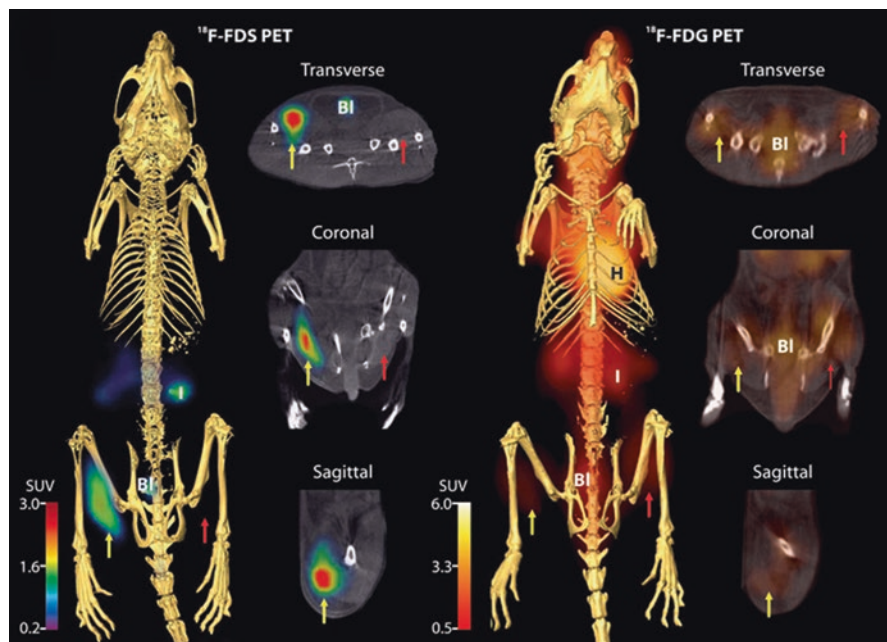 ¹⁸F-FDS PET
Transverse
Bl
Coronal
I
Bl
Sagittal
SUV
3.0
1.6
0.2
¹⁸F-FDG PET
Transverse
Bl
H
Coronal
Bl
I
Bl
Sagittal
SUV
6.0
3.3
0.5